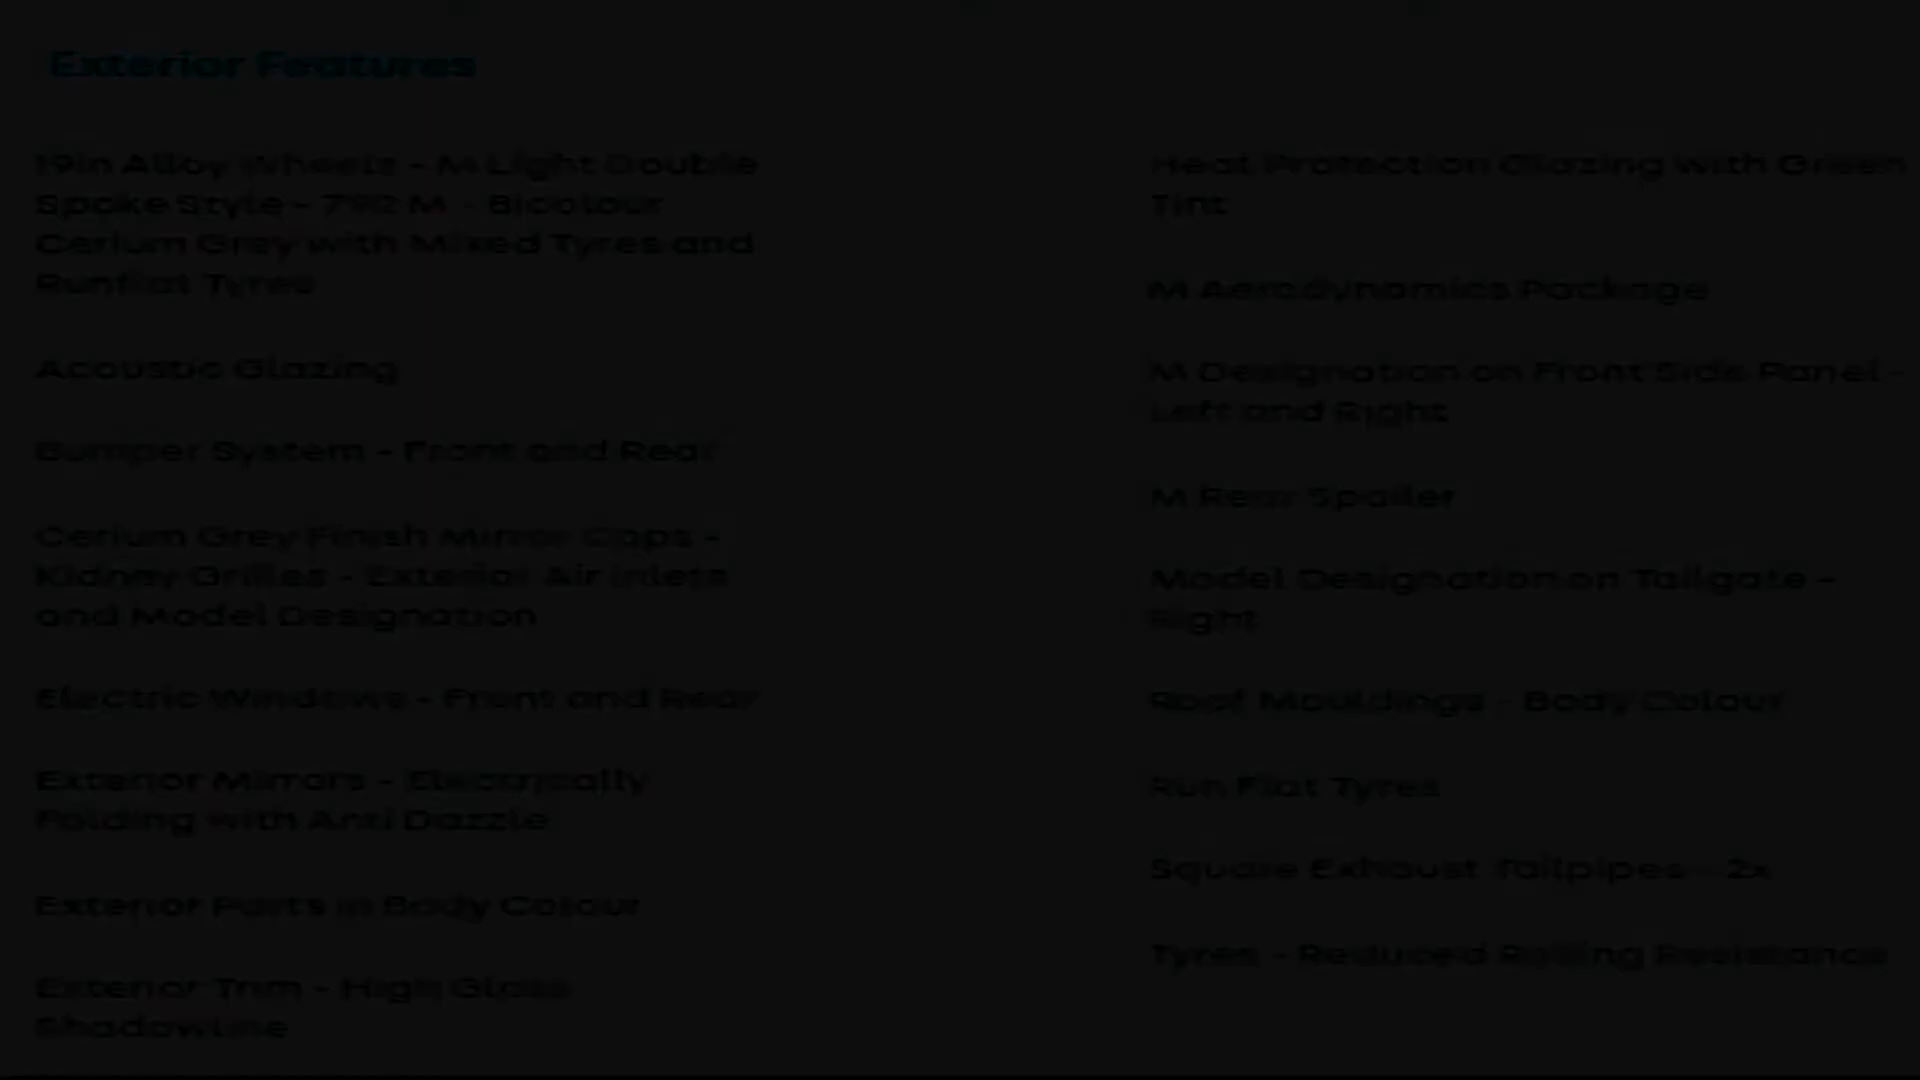 Exterior Features
19in Alloy Wheels - M Light Double
Spoke Style - 792 M - Bicolour
Cerium Grey with Mixed Tyres and
Runflat Tyres
Acoustic Glazing
Bumper System - Front and Rear
Cerium Grey Finish Mirror Caps -
Kidney Grilles - Exterior Air Inlets
and Model Designation
Electric Windows - Front and Rear
Exterior Mirrors - Electrically
Folding with Anti Dazzle
Exterior Parts in Body Colour
Exterior Trim - High Gloss
Shadowline
Heat Protection Glazing with Green
Tint
M Aerodynamics Package
M Designation on Front Side Panel -
Left and Right
M Rear Spoiler
Model Designation on Tailgate -
Right
Roof Mouldings - Body Colour
Run Flat Tyres
Square Exhaust Tailpipes - 2x
Tyres - Reduced Rolling Resistance